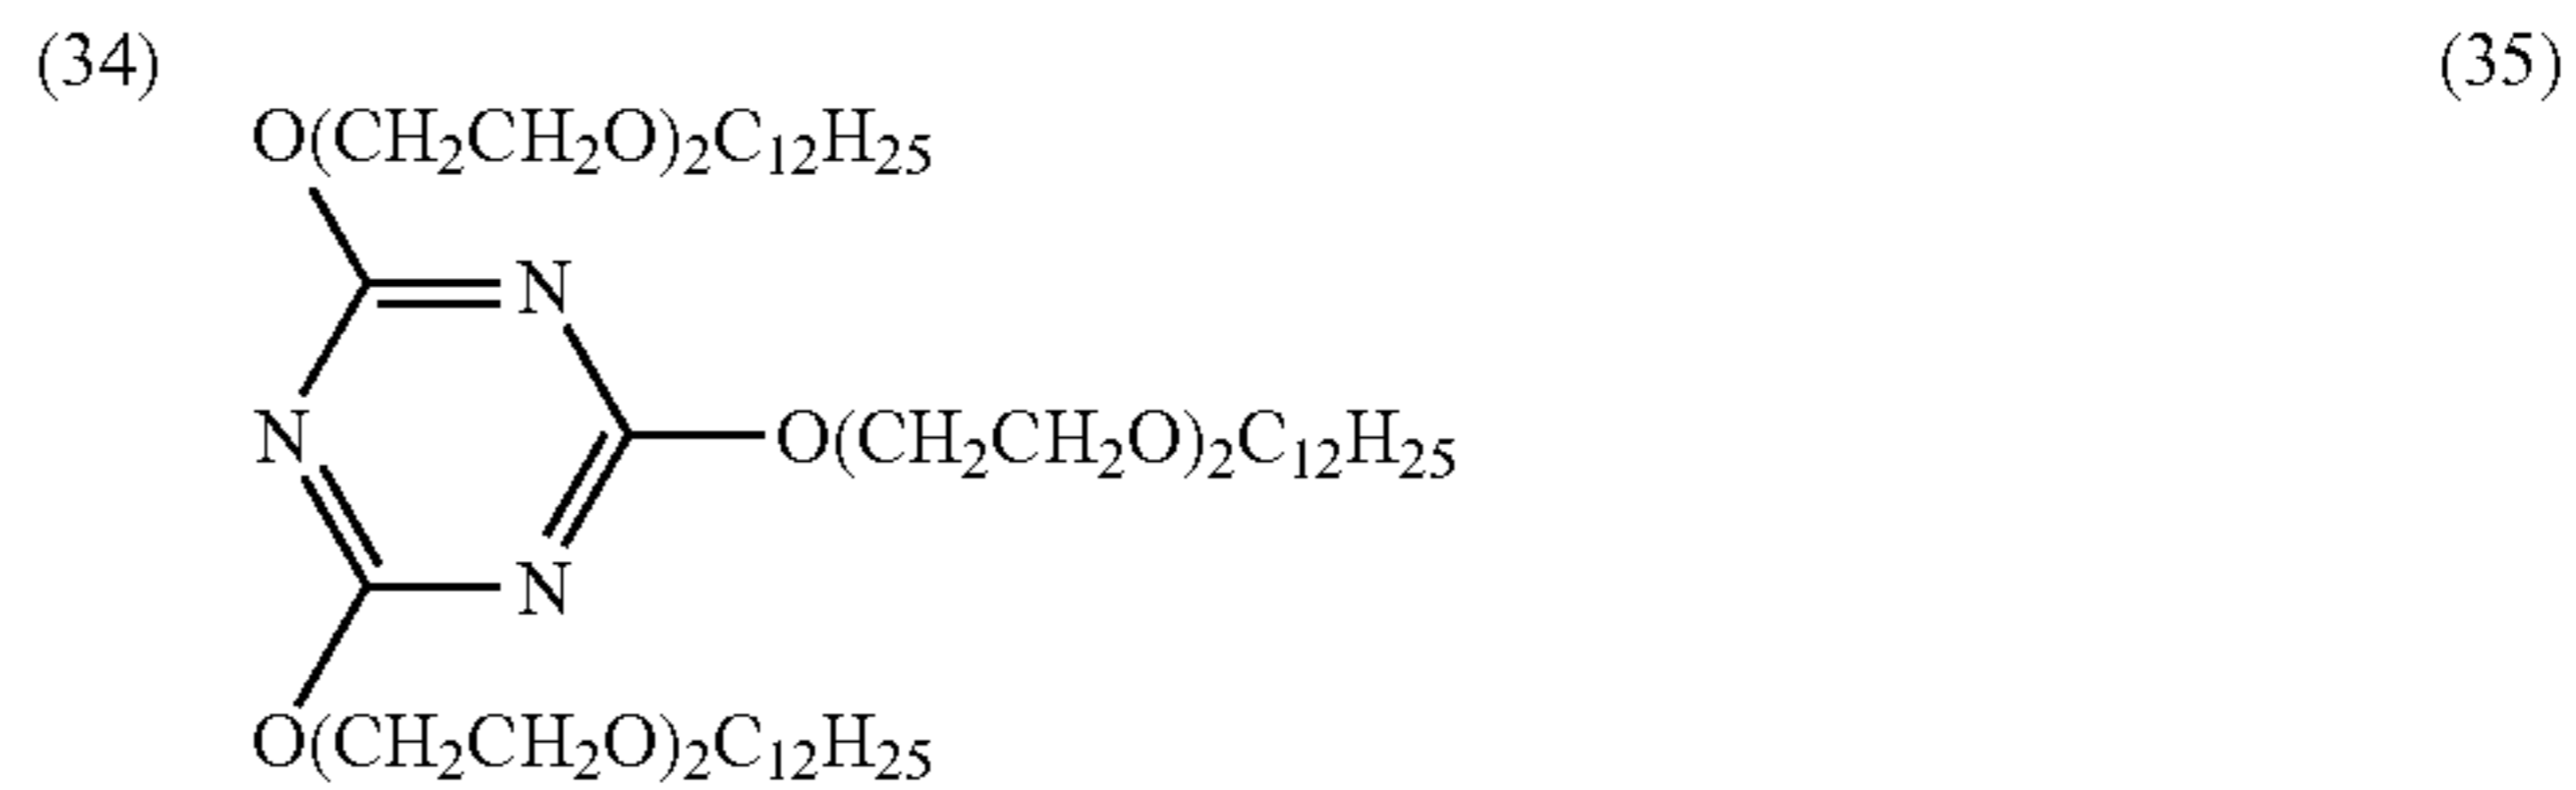 (34) (35)
O(CH₂CH₂O)₂C₁₂H₂₅
N
N O(CH₂CH₂O)₂C₁₂H₂₅
N
O(CH₂CH₂O)₂C₁₂H₂₅